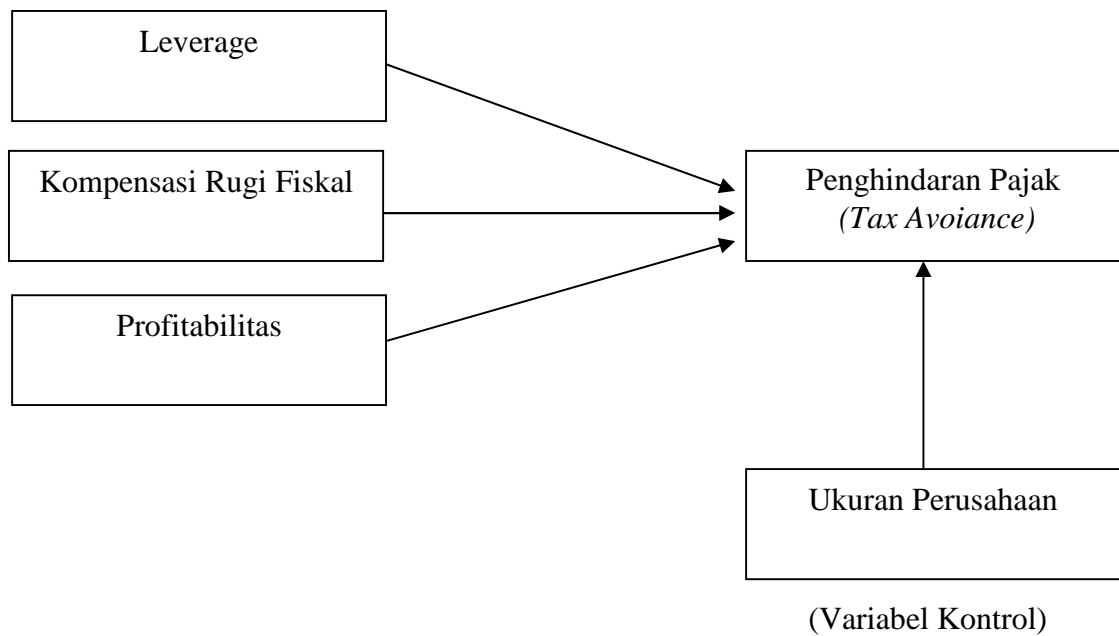 Leverage
Kompensasi Rugi Fiskal
Profitabilitas
Penghindaran Pajak
(Tax Avoiance)
Ukuran Perusahaan
(Variabel Kontrol)